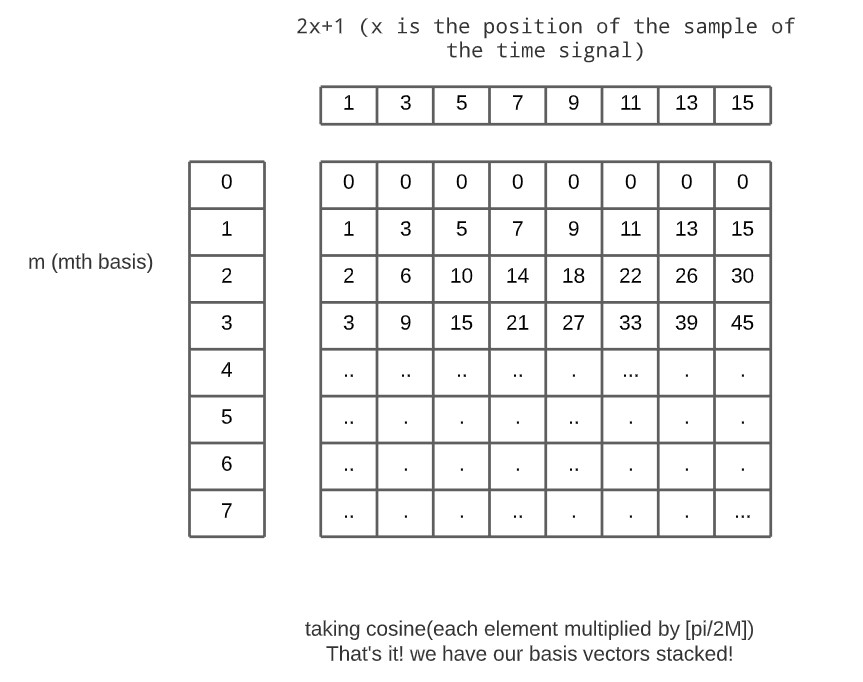 2x+1 (x is the position of the sample of
the time signal)
1 3 5 7 9 11 13 15
0 0 0 0 0 0 0 0 0
1 1 3 5 7 9 11 13 15
m (mth basis)
2 2 6 10 14 18 22 26 30
3 3 9 15 21 27 33 39 45
4 .. .. .. .. . ... . .
5 .. . . . .. . . .
6 .. . . . .. . . .
7 .. . . .. . . . ...
taking cosine(each element multiplied by [pi/2M])
That's it! we have our basis vectors stacked!